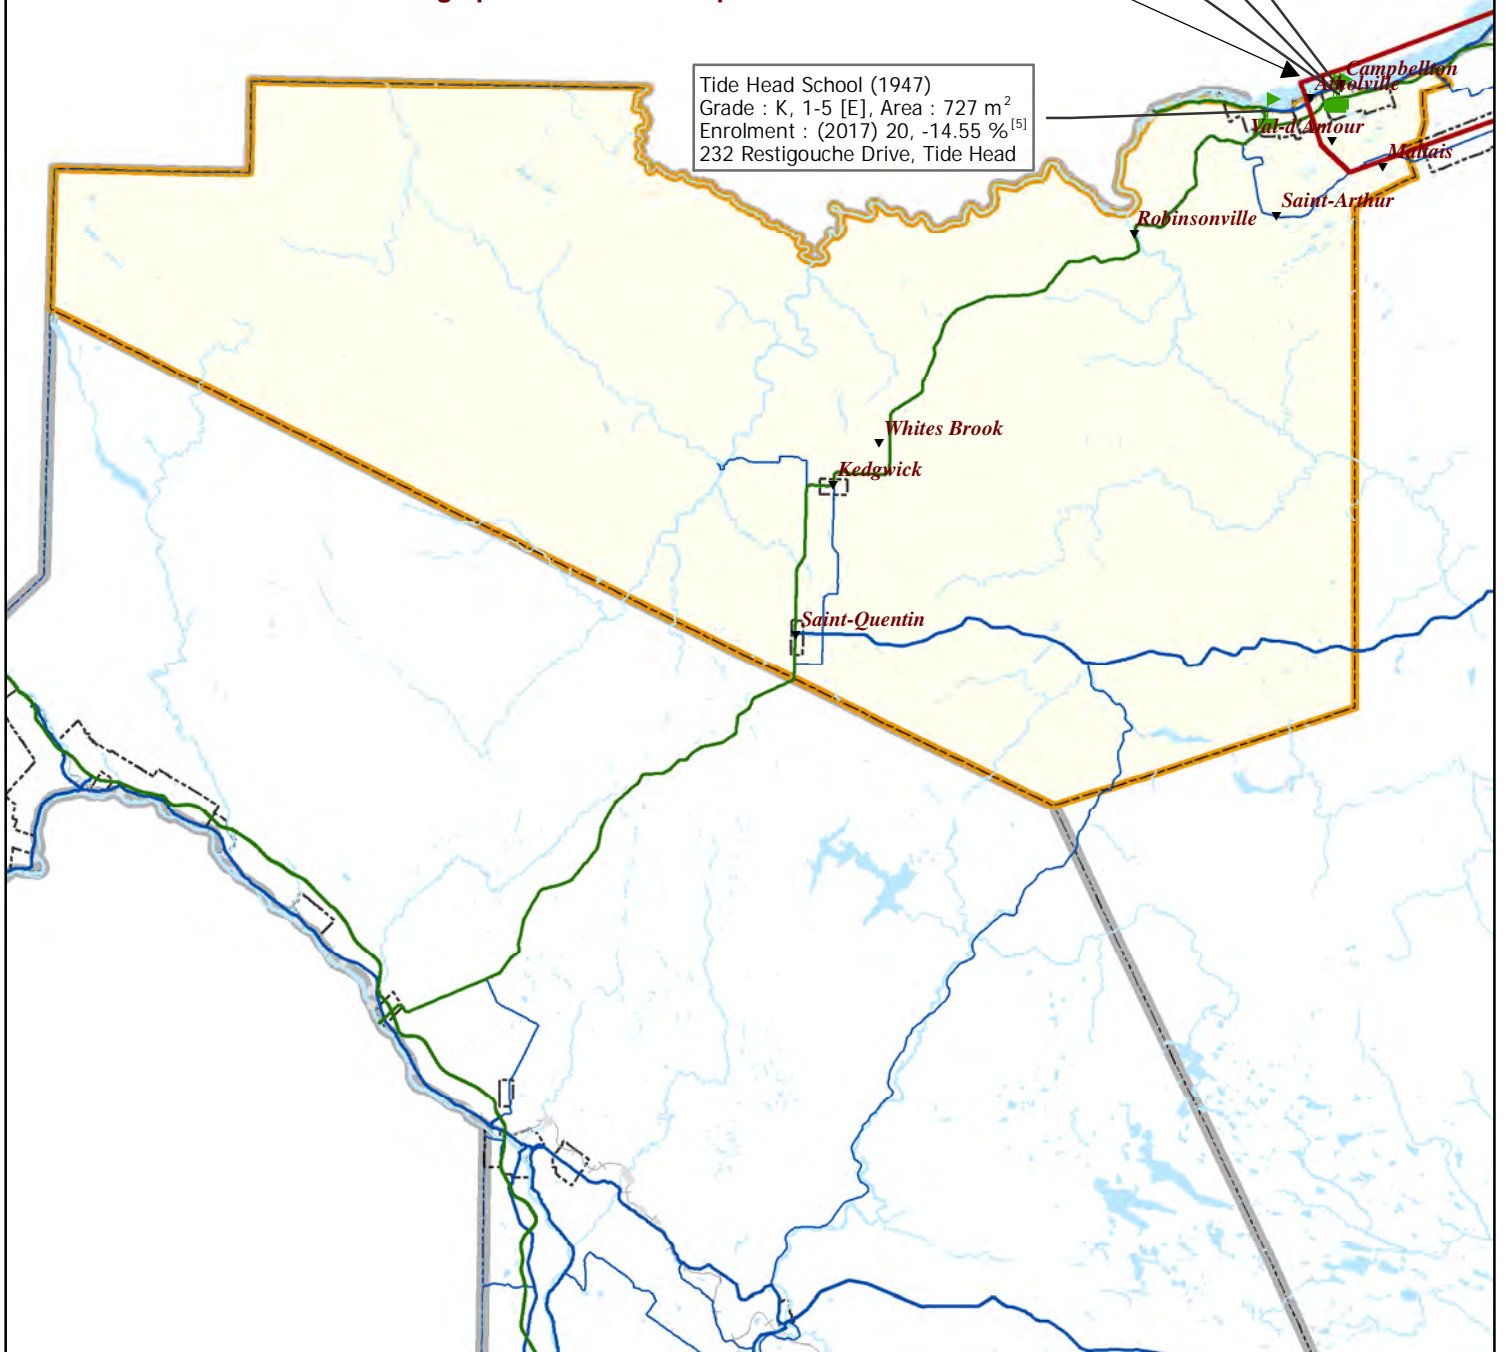 Tide Head School (1947)
Grade : K, 1-5 [E], Area : 727 m²
Enrolment : (2017) 20, -14.55 % [5]
232 Restigouche Drive, Tide Head
Campbellton
Atholville
Val-d'Amour
Malais
Saint-Arthur
Robinsonville
Whites Brook
Kedgwick
Saint-Quentin